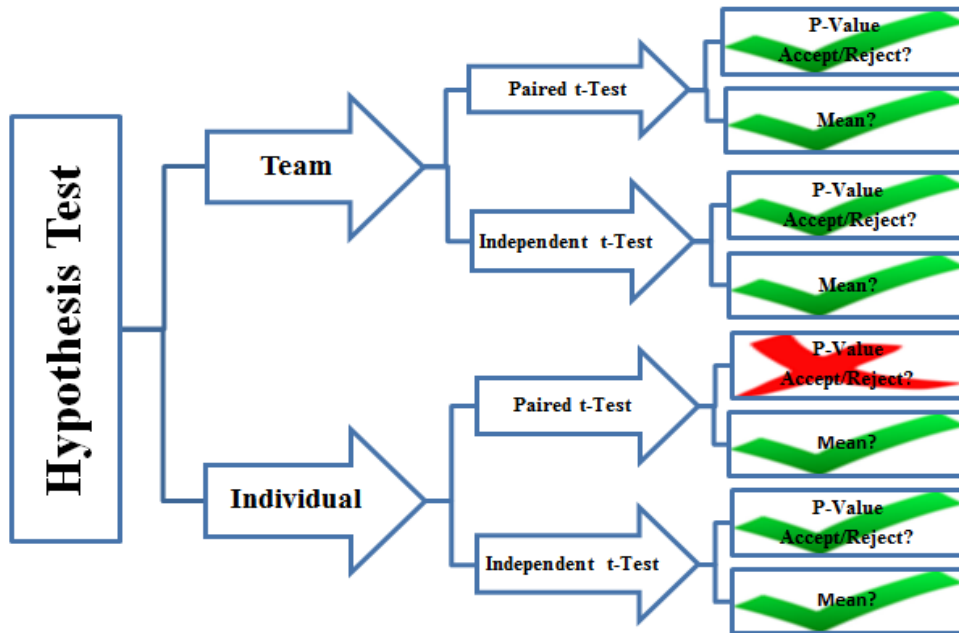 Hypothesis Test
Team
Paired t-Test
P-Value
Accept/Reject?
Mean?
Independent t-Test
P-Value
Accept/Reject?
Mean?
Individual
Paired t-Test
P-Value
Accept/Reject?
Mean?
Independent t-Test
P-Value
Accept/Reject?
Mean?